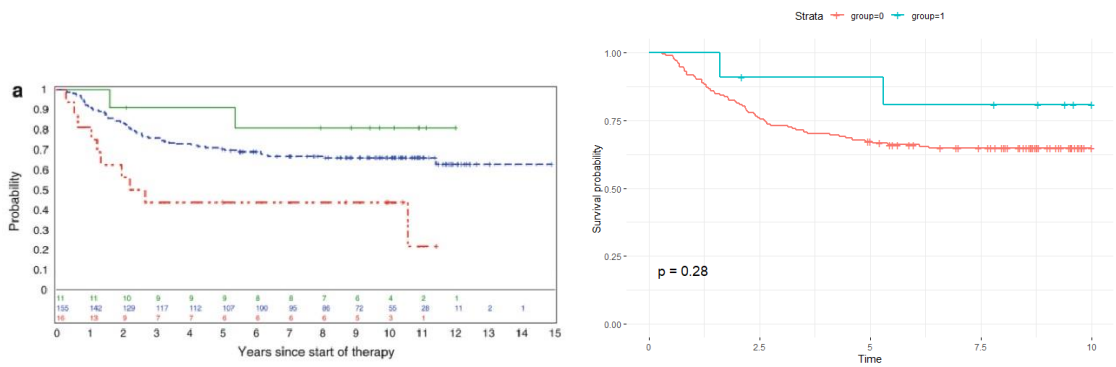 a
Probability
1
0.9
0.8
0.7
0.6
0.5
0.4
0.3
0.2
0.1
0
11 11 10 9 9 9 8 8 7 6 4 2 1
155 142 129 117 112 107 100 95 86 72 55 28 11 2 1
16 13 9 7 7 6 6 6 6 5 3 1
0 1 2 3 4 5 6 7 8 9 10 11 12 13 14 15
Years since start of therapy
Strata group=0 group=1
Survival probability
1.00
0.75
0.50
0.25
0.00
p = 0.28
0 2.5 5 7.5 10
Time